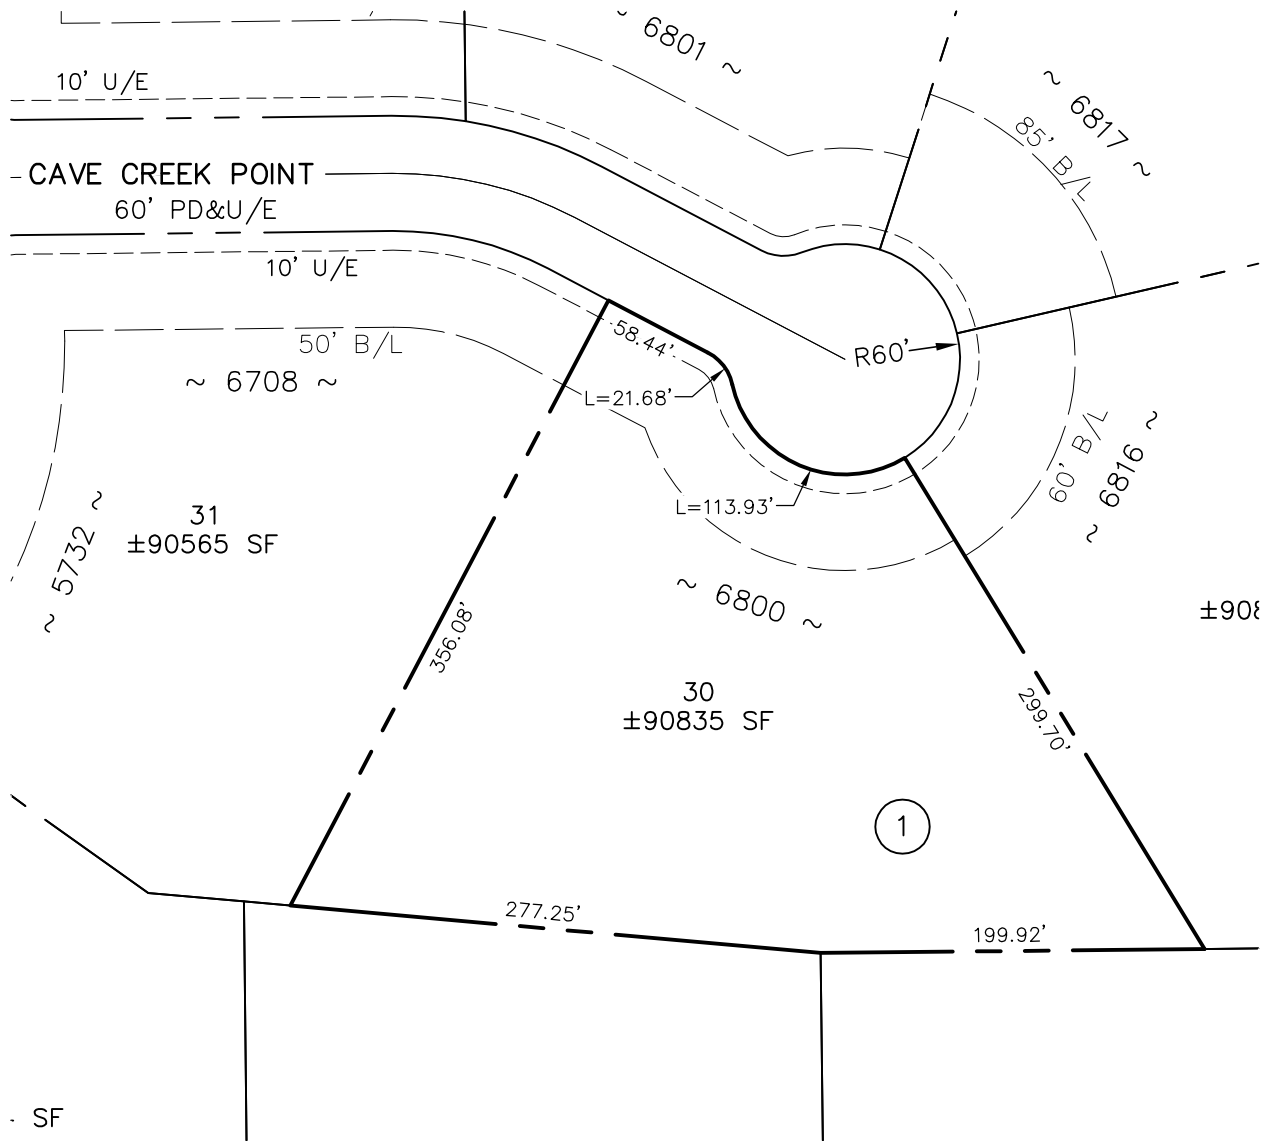 ~ 6801 ~
10' U/E
~ 6817 ~
85' B/L
CAVE CREEK POINT
60' PD&U/E
10' U/E
58.44'
50' B/L
R60'
~ 6708 ~
L=21.68'
60' B/L
~ 6816 ~
L=113.93'
31
±90565 SF
~ 5732 ~
~ 6800 ~
356.08'
30
±90835 SF
299.70'
1
277.25'
199.92'
SF